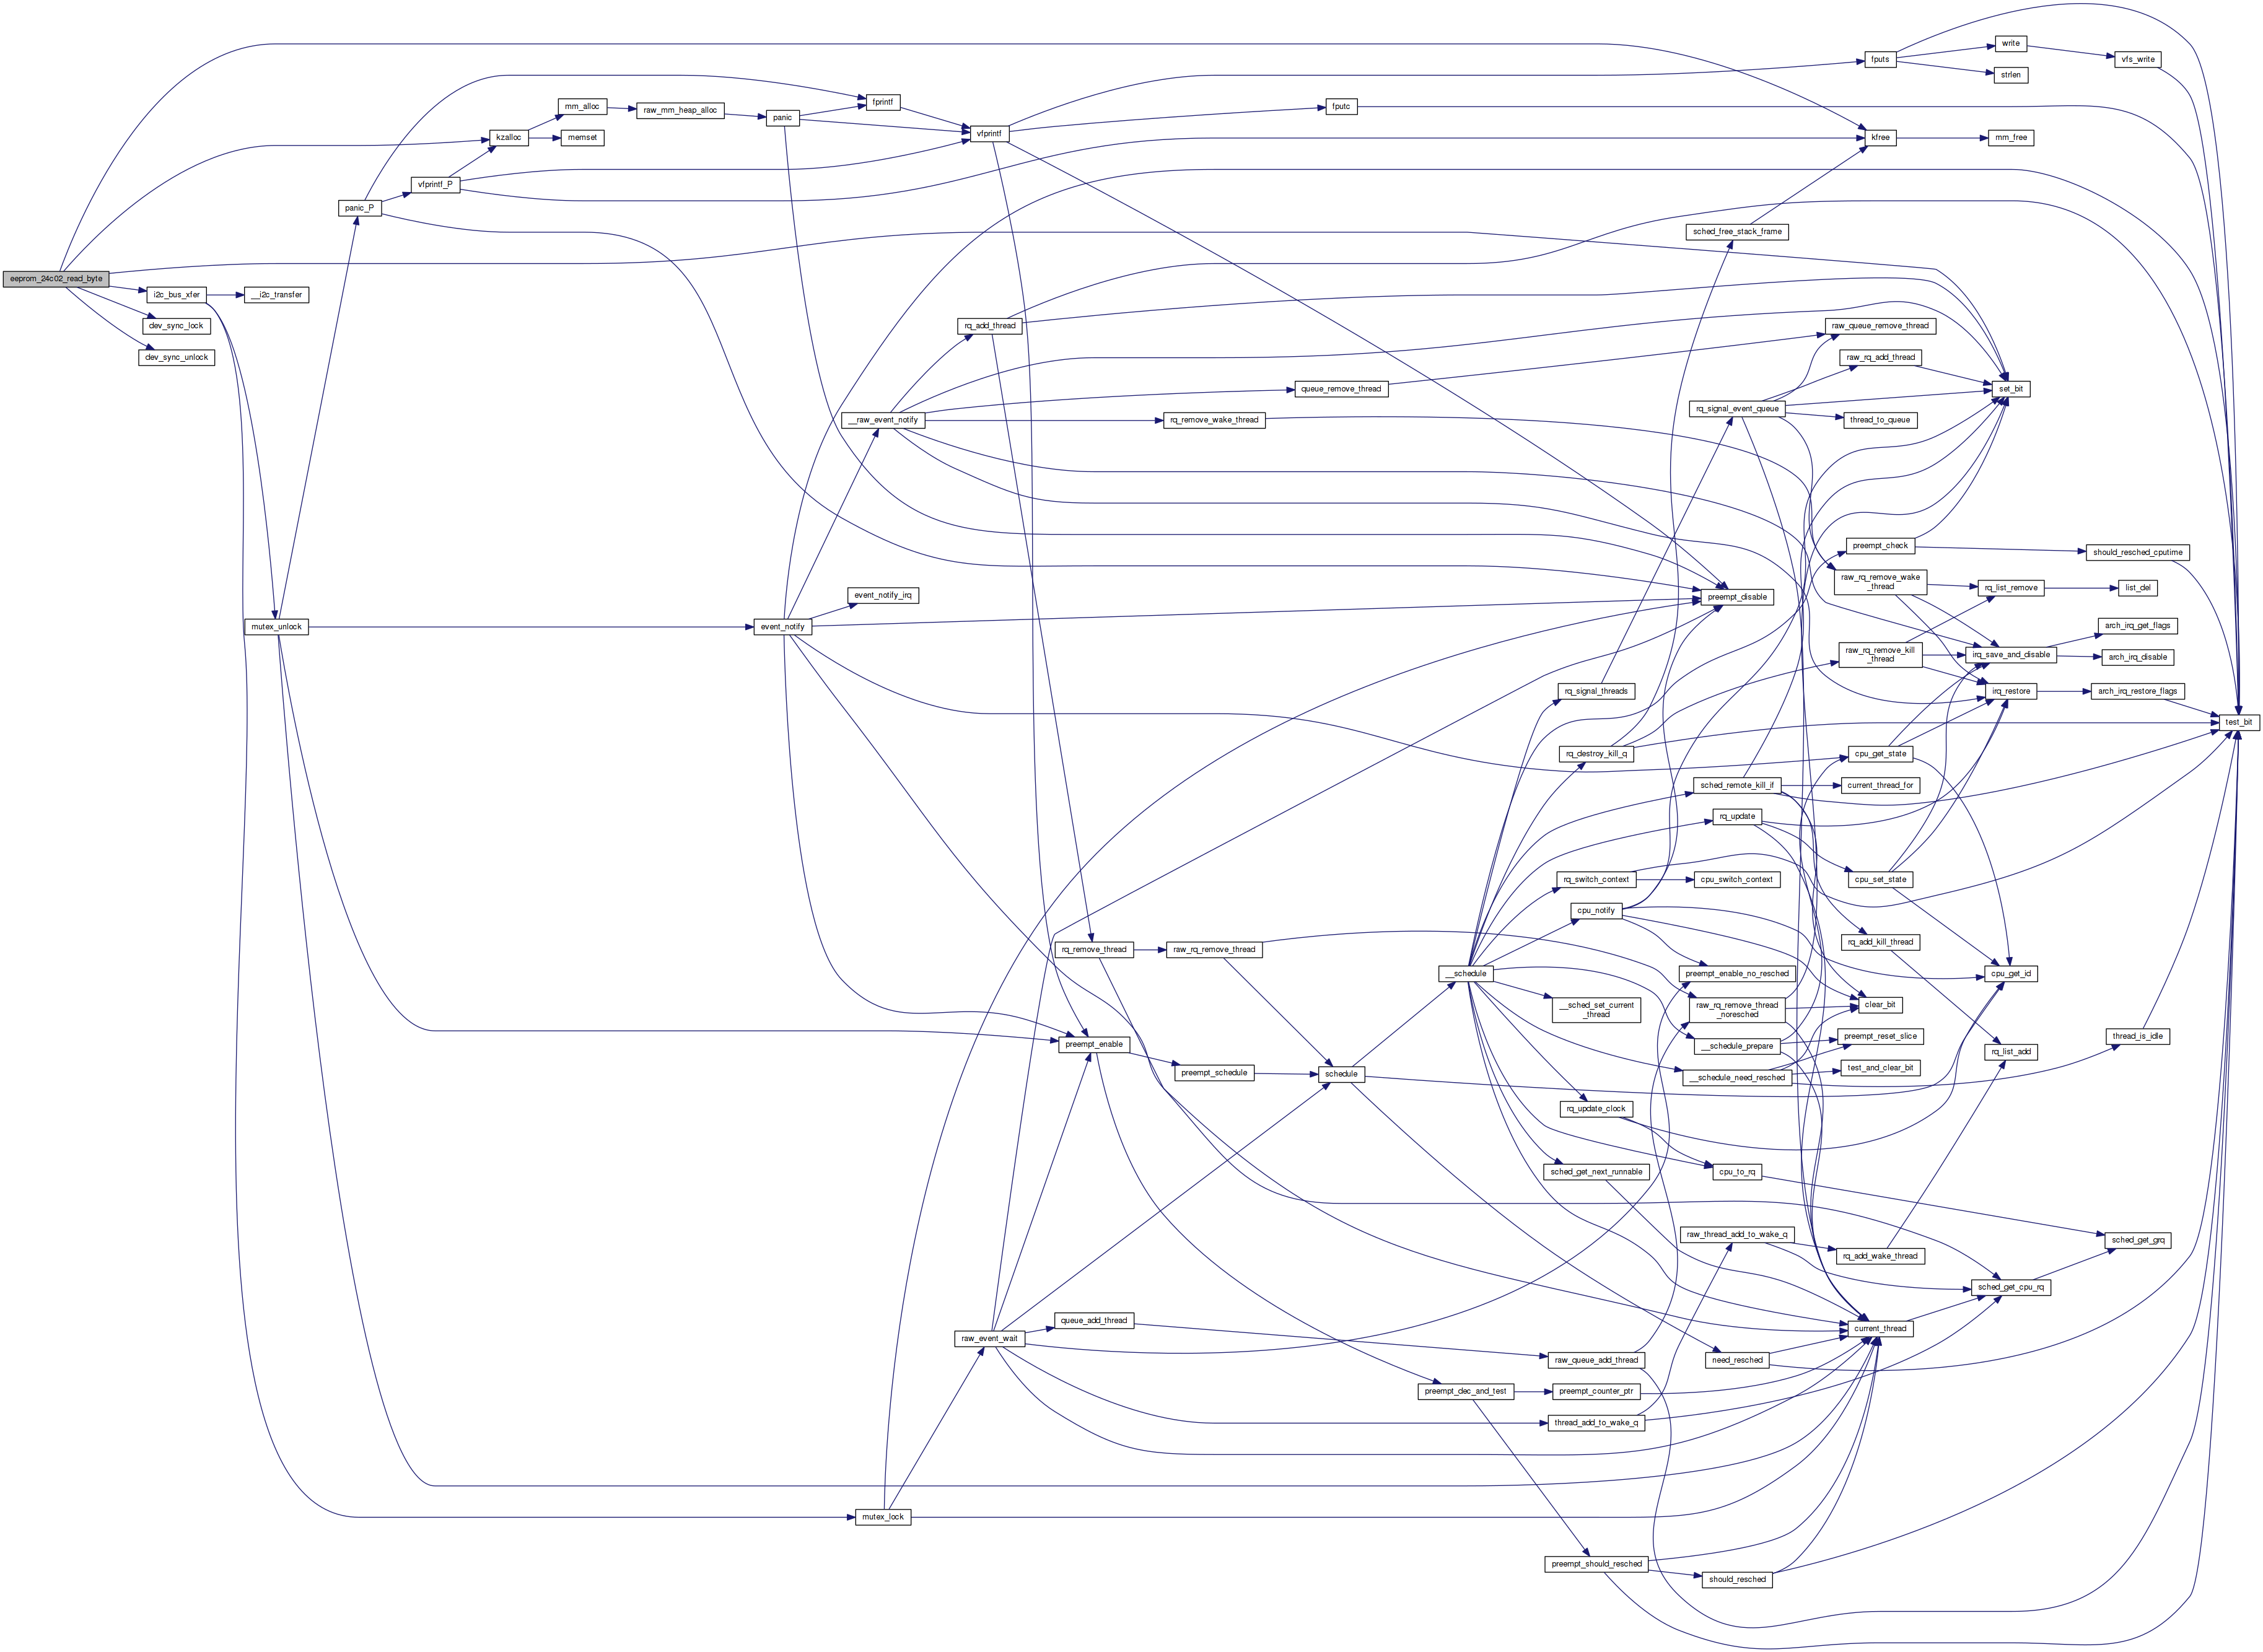 eeprom_24c02_read_byte
i2c_bus_xfer
dev_sync_lock
dev_sync_unlock
__i2c_transfer
mutex_unlock
panic_P
vfprintf_P
kzalloc
mm_alloc
memset
raw_mm_heap_alloc
panic
fprintf
vfprintf
fputc
fputs
write
strlen
vfs_write
kfree
mm_free
sched_free_stack_frame
rq_add_thread
__raw_event_notify
queue_remove_thread
rq_remove_wake_thread
raw_queue_remove_thread
raw_rq_add_thread
set_bit
rq_signal_event_queue
thread_to_queue
event_notify_irq
event_notify
preempt_disable
preempt_check
should_resched_cputime
raw_rq_remove_wake
_thread
rq_list_remove
list_del
arch_irq_get_flags
raw_rq_remove_kill
_thread
irq_save_and_disable
arch_irq_disable
rq_signal_threads
irq_restore
arch_irq_restore_flags
test_bit
rq_destroy_kill_q
cpu_get_state
sched_remote_kill_if
current_thread_for
rq_update
rq_switch_context
cpu_switch_context
cpu_set_state
cpu_notify
rq_add_kill_thread
rq_remove_thread
raw_rq_remove_thread
__schedule
preempt_enable_no_resched
cpu_get_id
__sched_set_current
_thread
raw_rq_remove_thread
_noresched
clear_bit
preempt_enable
__schedule_prepare
preempt_reset_slice
thread_is_idle
rq_list_add
preempt_schedule
schedule
__schedule_need_resched
test_and_clear_bit
rq_update_clock
sched_get_next_runnable
cpu_to_rq
raw_thread_add_to_wake_q
rq_add_wake_thread
sched_get_grq
sched_get_cpu_rq
queue_add_thread
raw_event_wait
current_thread
raw_queue_add_thread
need_resched
preempt_dec_and_test
preempt_counter_ptr
thread_add_to_wake_q
mutex_lock
preempt_should_resched
should_resched